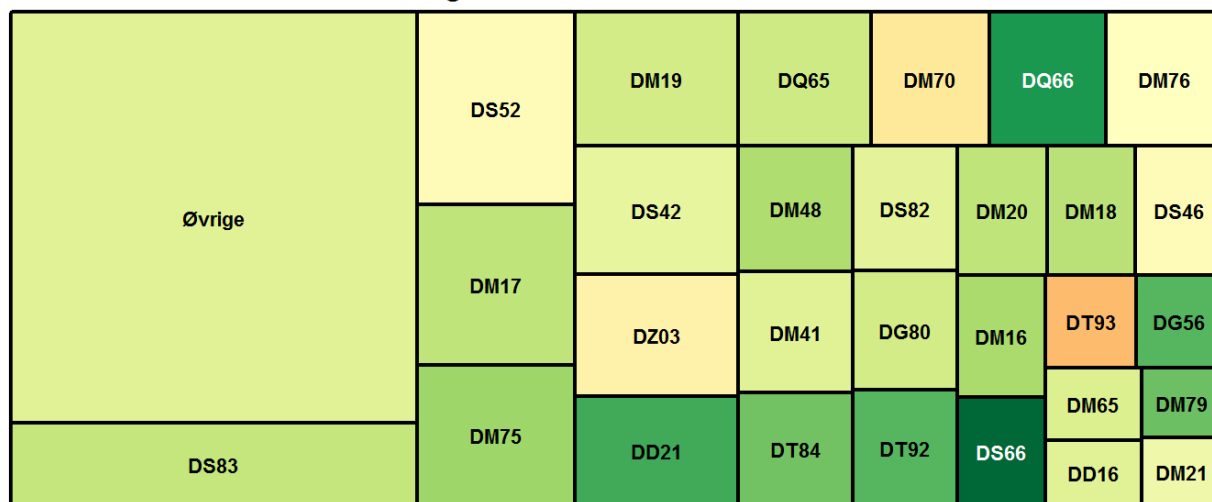 Øvrige
DS83
DS52
DM17
DM75
DM19
DQ65
DM70
DQ66
DM76
DS42
DM48
DS82
DM20
DM18
DS46
DZ03
DM41
DG80
DM16
DT93
DG56
DM65
DM79
DD21
DT84
DT92
DS66
DD16
DM21